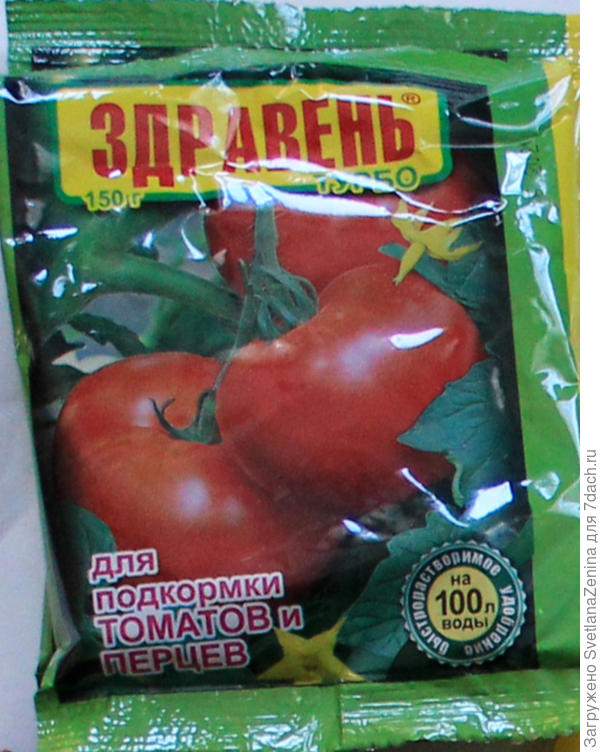 ЗДРАВЕНЬ®
ТУРБО
150 г
для
подкормки
ТОМАТОВ и
ПЕРЦЕВ
быстрорастворимое удобрение
на
100 л
воды
Загружено SvetlanaZenina для 7dach.ru